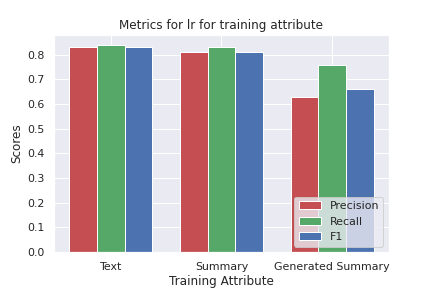 Metrics for lr for training attribute
Scores
0.8
0.7
0.6
0.5
0.4
0.3
0.2
0.1
0.0
Precision
Recall
F1
Text Summary Generated Summary
Training Attribute